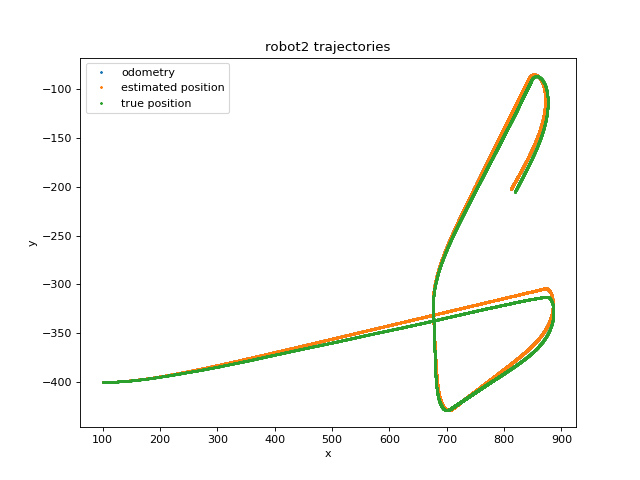 robot2 trajectories
odometry
estimated position
true position
−100
−150
−200
−250
−300
−350
−400
y
100 200 300 400 500 600 700 800 900
x